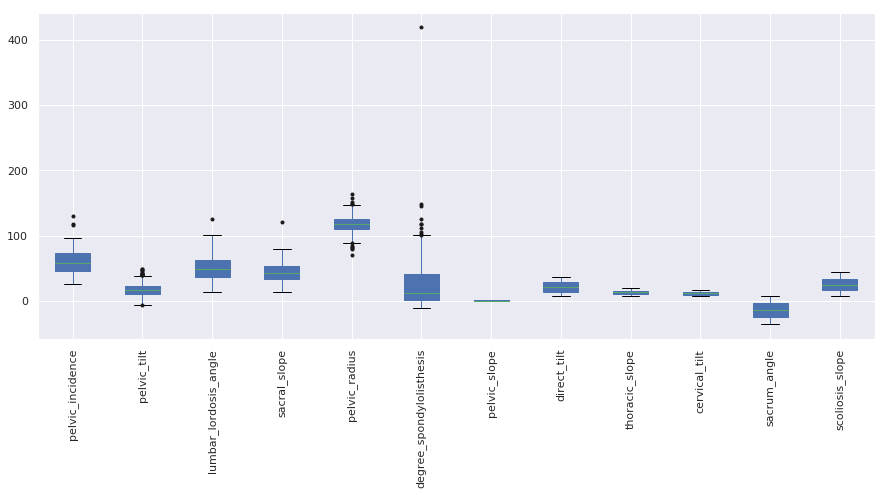 400
300
200
100
0
pelvic_incidence
pelvic_tilt
lumbar_lordosis_angle
sacral_slope
pelvic_radius
degree_spondylolisthesis
pelvic_slope
direct_tilt
thoracic_slope
cervical_tilt
sacrum_angle
scoliosis_slope